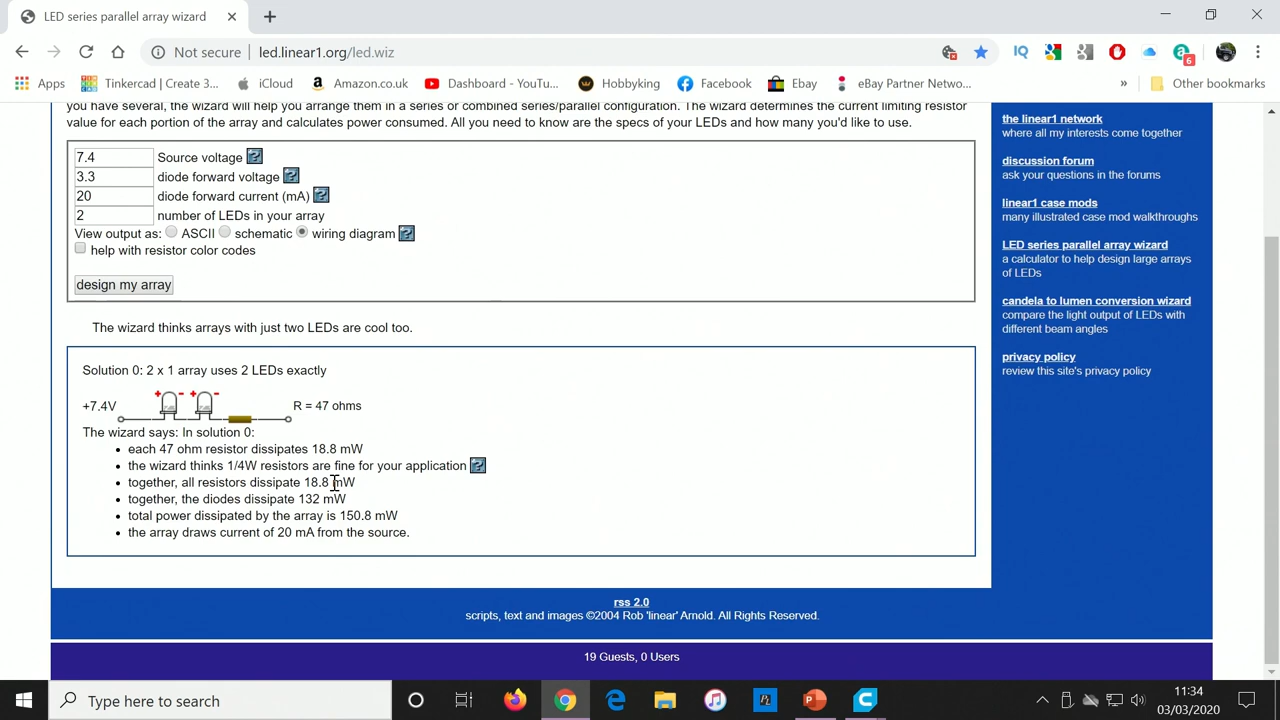 LED series parallel array wizard
Not secure | led.linear1.org/led.wiz
IQ
6
Apps Tinkercad | Create 3... iCloud Amazon.co.uk Dashboard - YouTu... Hobbyking Facebook Ebay eBay Partner Netwo... » Other bookmarks
you have several, the wizard will help you arrange them in a series or combined series/parallel configuration. The wizard determines the current limiting resistor
value for each portion of the array and calculates power consumed. All you need to know are the specs of your LEDs and how many you'd like to use.
7.4 Source voltage ?
3.3 diode forward voltage ?
20 diode forward current (mA) ?
2 number of LEDs in your array
View output as: ASCII schematic wiring diagram ?
help with resistor color codes
design my array
The wizard thinks arrays with just two LEDs are cool too.
Solution 0: 2 x 1 array uses 2 LEDs exactly
+ - + -
+7.4V R = 47 ohms
The wizard says: In solution 0:
• each 47 ohm resistor dissipates 18.8 mW
• the wizard thinks 1/4W resistors are fine for your application ?
• together, all resistors dissipate 18.8 mW
• together, the diodes dissipate 132 mW
• total power dissipated by the array is 150.8 mW
• the array draws current of 20 mA from the source.
the linear1 network
where all my interests come together
discussion forum
ask your questions in the forums
linear1 case mods
many illustrated case mod walkthroughs
LED series parallel array wizard
a calculator to help design large arrays
of LEDs
candela to lumen conversion wizard
compare the light output of LEDs with
different beam angles
privacy policy
review this site's privacy policy
rss 2.0
scripts, text and images ©2004 Rob 'linear' Arnold. All Rights Reserved.
19 Guests, 0 Users
Type here to search
11:34
03/03/2020